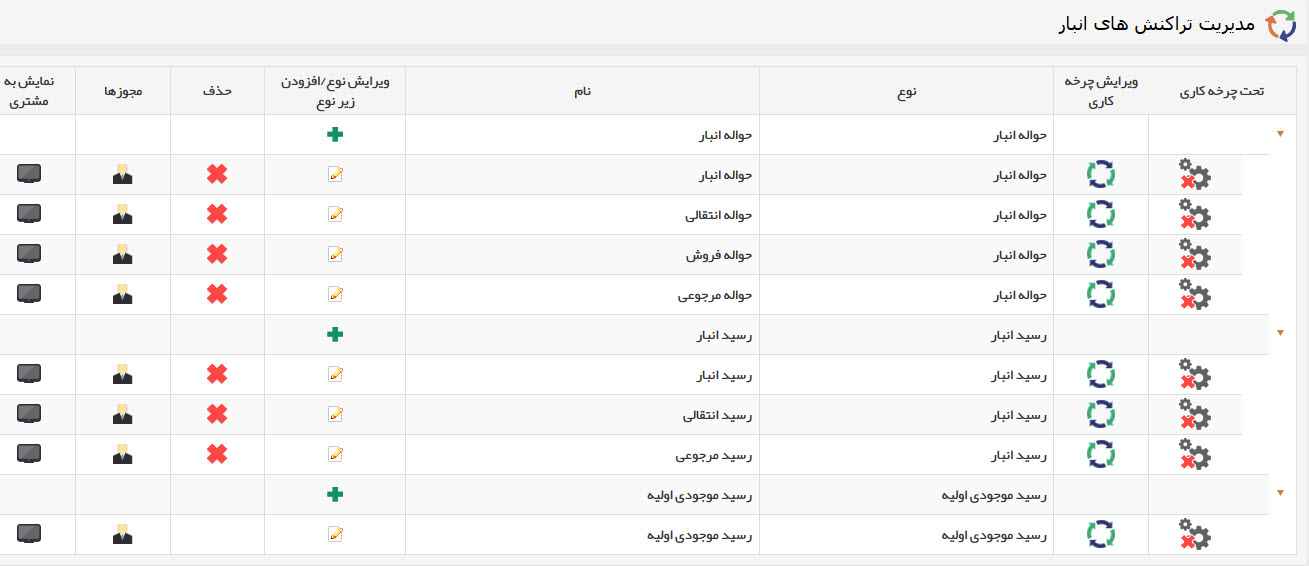 مدیریت تراکنش های انبار
تحت چرخه کاری
ویرایش چرخه
کاری
نوع
نام
ویرایش نوع/افزودن
زیر نوع
حذف
مجوزها
نمایش به
مشتری
حواله انبار حواله انبار
حواله انبار حواله انبار
حواله انبار حواله انتقالی
حواله انبار حواله فروش
حواله انبار حواله مرجوعی
رسید انبار رسید انبار
رسید انبار رسید انبار
رسید انبار رسید انتقالی
رسید انبار رسید مرجوعی
رسید موجودی اولیه رسید موجودی اولیه
رسید موجودی اولیه رسید موجودی اولیه